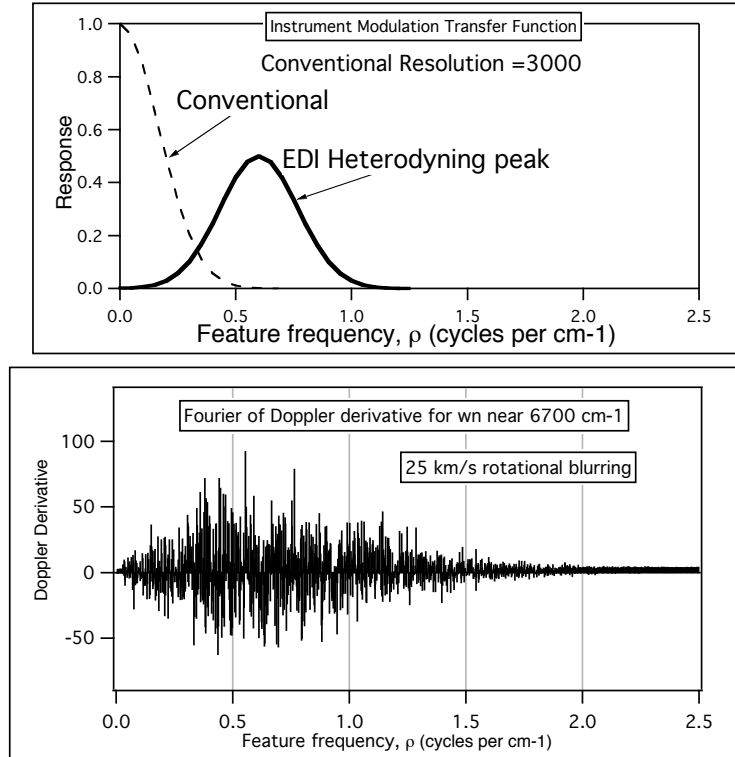 Instrument Modulation Transfer Function
Conventional Resolution =3000
Conventional
EDI Heterodyning peak
Response
1.0
0.8
0.6
0.4
0.2
0.0
0.0 0.5 1.0 1.5 2.0 2.5
Feature frequency, ρ (cycles per cm-1)
Fourier of Doppler derivative for wn near 6700 cm-1
25 km/s rotational blurring
Doppler Derivative
100
50
0
-50
0.0 0.5 1.0 1.5 2.0 2.5
Feature frequency, ρ (cycles per cm-1)